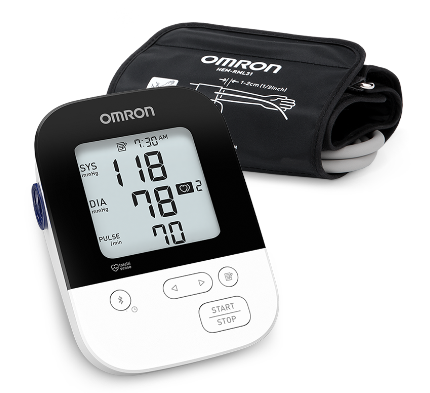 OMRON
HEM-RML31
1-2cm (1/2inch)
OMRON
7:30 AM
SYS
mmHg
118
DIA
mmHg
78
2
PULSE
/min
70
START
STOP